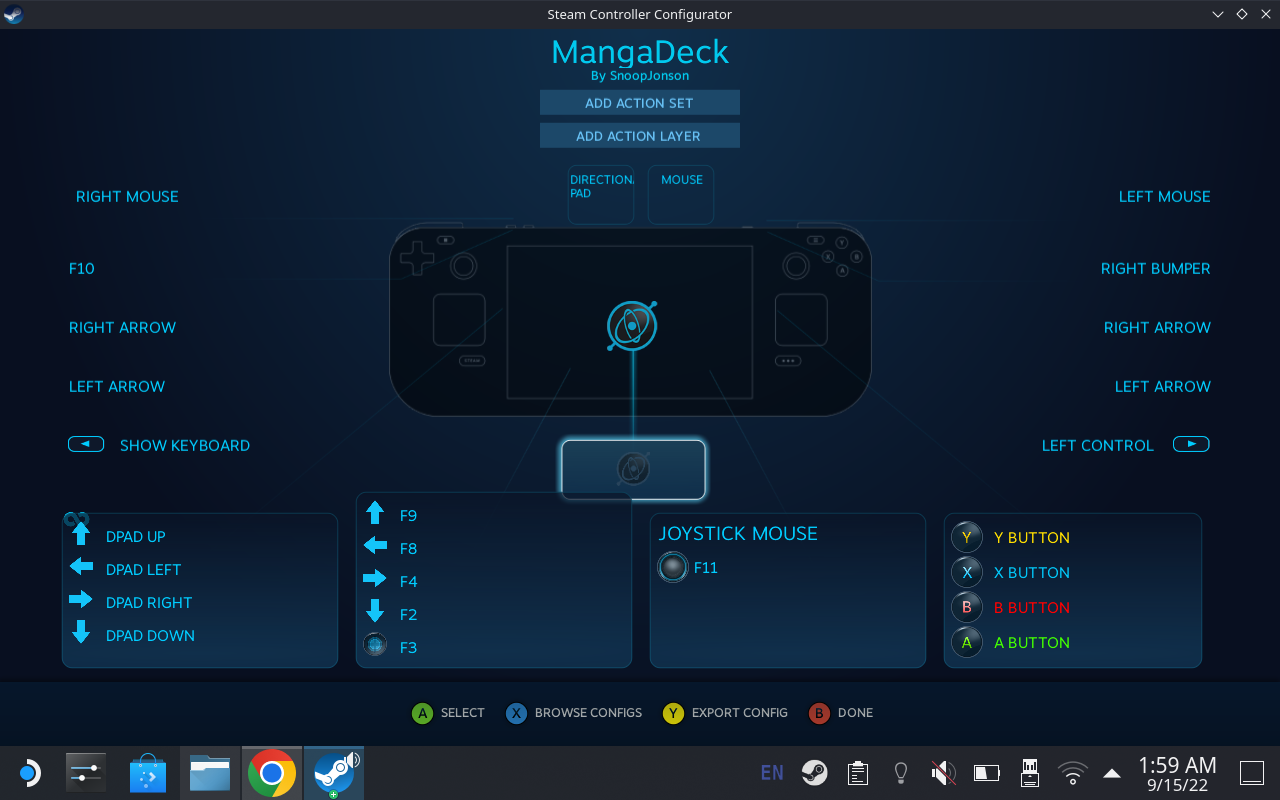 Steam Controller Configurator
MangaDeck
By SnoopJonson
ADD ACTION SET
ADD ACTION LAYER
DIRECTION
PAD
MOUSE
RIGHT MOUSE
LEFT MOUSE
F10
RIGHT BUMPER
RIGHT ARROW
RIGHT ARROW
LEFT ARROW
LEFT ARROW
SHOW KEYBOARD
LEFT CONTROL
Y
X
B
A
STEAM
DPAD UP
DPAD LEFT
DPAD RIGHT
DPAD DOWN
F9
F8
F4
F2
F3
JOYSTICK MOUSE
F11
Y Y BUTTON
X X BUTTON
B B BUTTON
A A BUTTON
A SELECT
X BROWSE CONFIGS
Y EXPORT CONFIG
B DONE
EN
1:59 AM
9/15/22